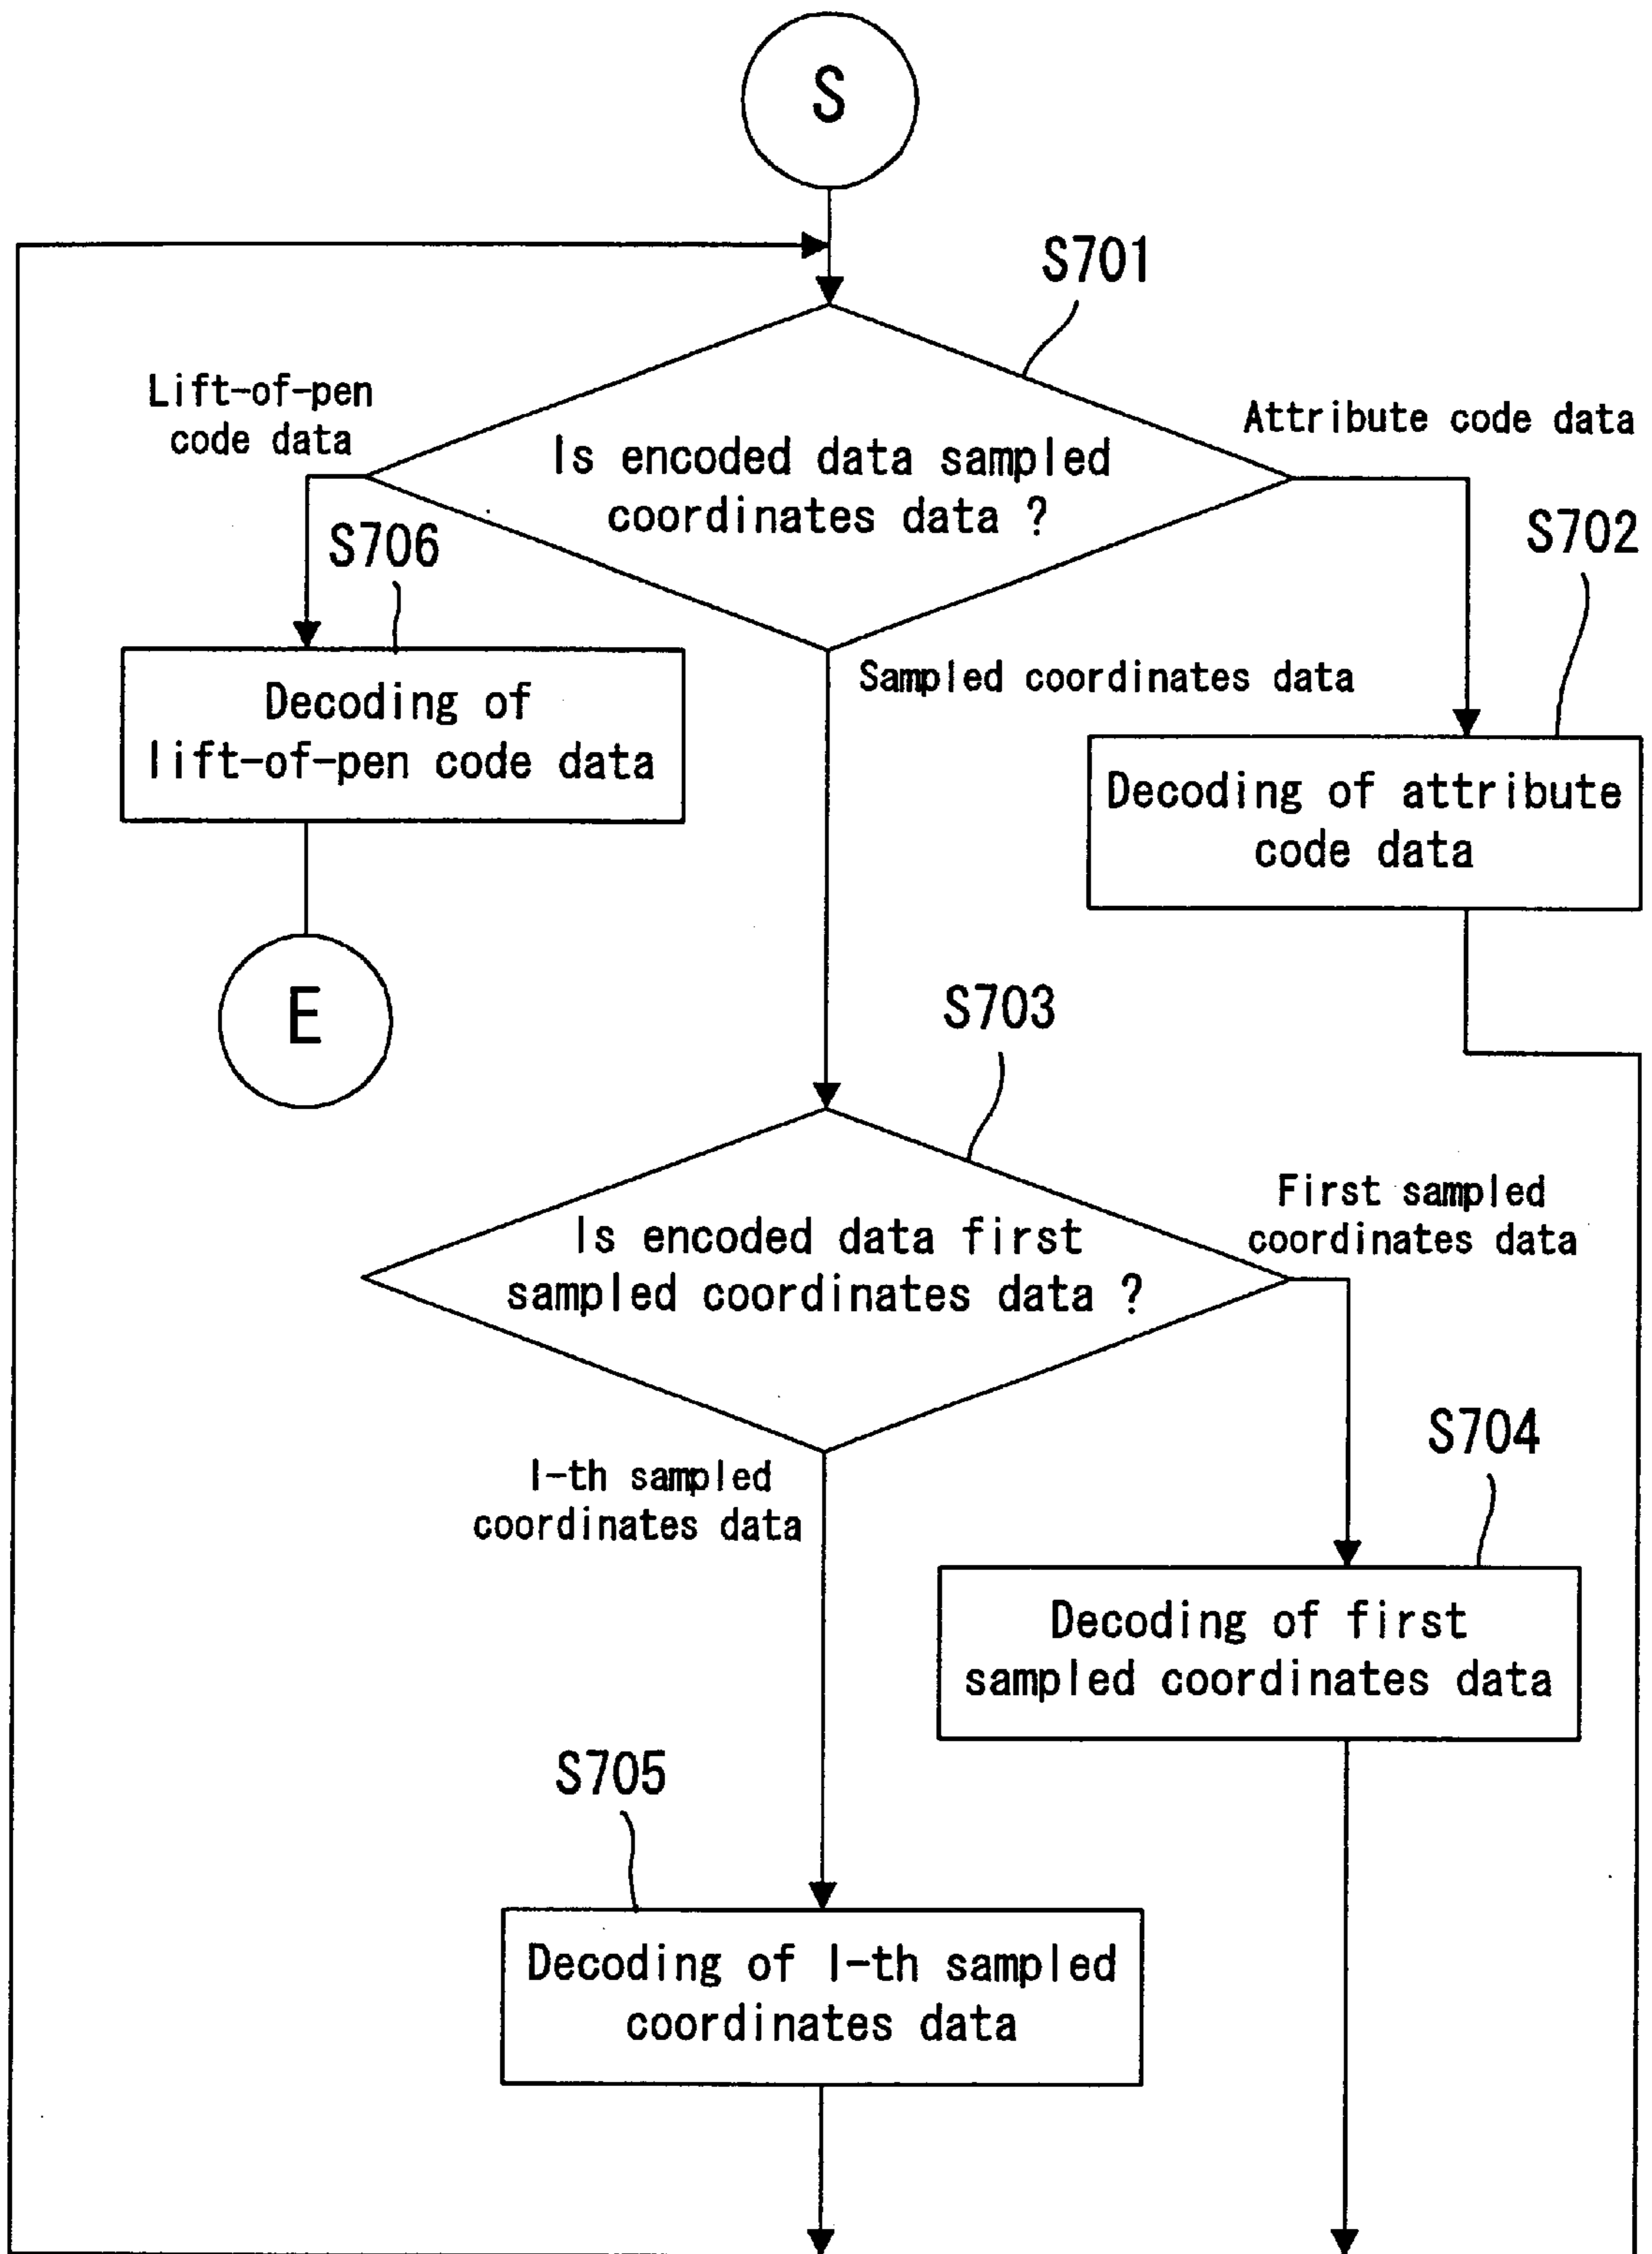 S
S701
Lift-of-pen
code data
Attribute code data
Is encoded data sampled
coordinates data ?
S706
S702
Sampled coordinates data
Decoding of
lift-of-pen code data
Decoding of attribute
code data
E
S703
First sampled
coordinates data
Is encoded data first
sampled coordinates data ?
S704
I-th sampled
coordinates data
Decoding of first
sampled coordinates data
S705
Decoding of I-th sampled
coordinates data